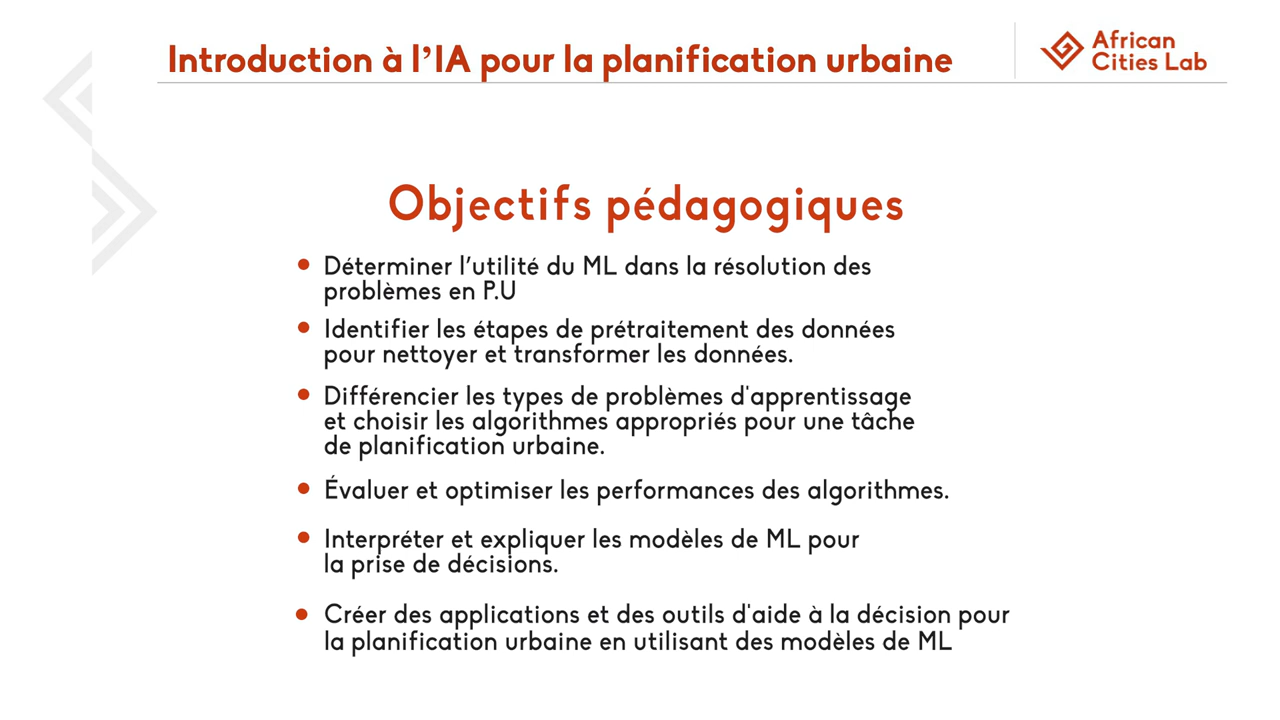 Introduction à l’IA pour la planification urbaine
African
Cities Lab
Objectifs pédagogiques
Déterminer l’utilité du ML dans la résolution des
problèmes en P.U
Identifier les étapes de prétraitement des données
pour nettoyer et transformer les données.
Différencier les types de problèmes d'apprentissage
et choisir les algorithmes appropriés pour une tâche
de planification urbaine.
Évaluer et optimiser les performances des algorithmes.
Interpréter et expliquer les modèles de ML pour
la prise de décisions.
Créer des applications et des outils d'aide à la décision pour
la planification urbaine en utilisant des modèles de ML